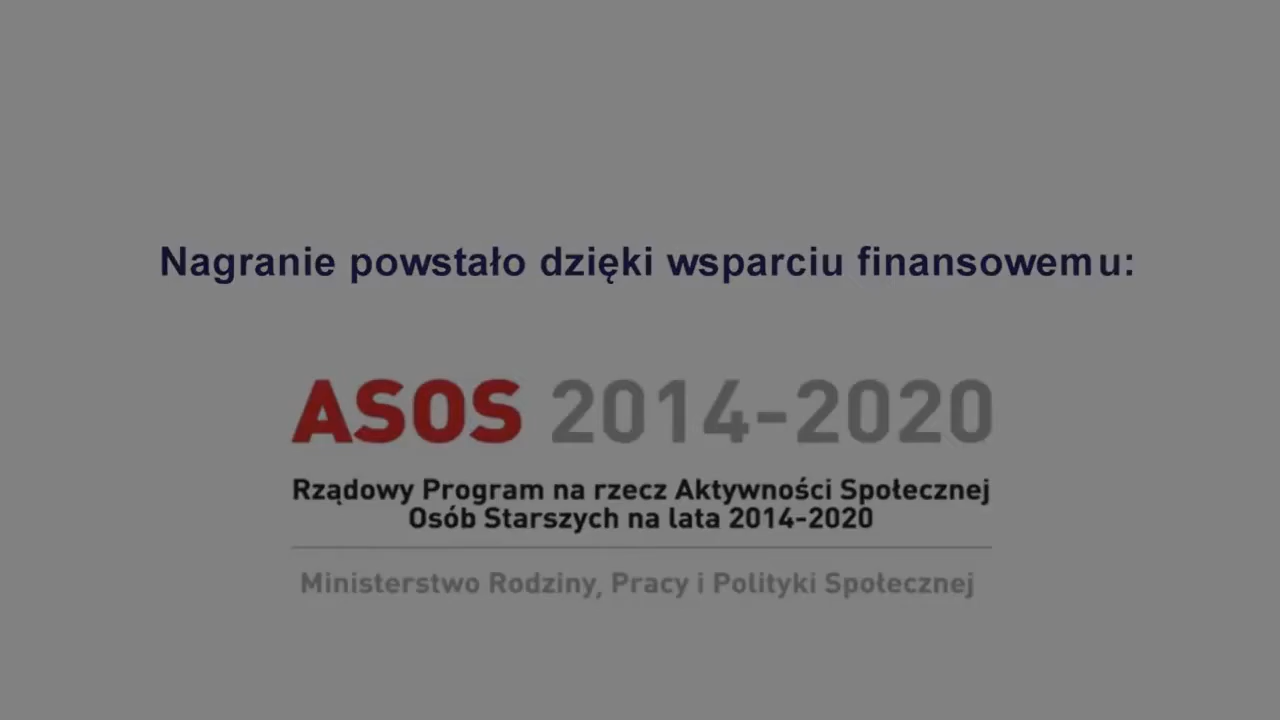 Nagranie powstało dzięki wsparciu finansowemu:
ASOS 2014-2020
Rządowy Program na rzecz Aktywności Społecznej
Osób Starszych na lata 2014-2020
Ministerstwo Rodziny, Pracy i Polityki Społecznej